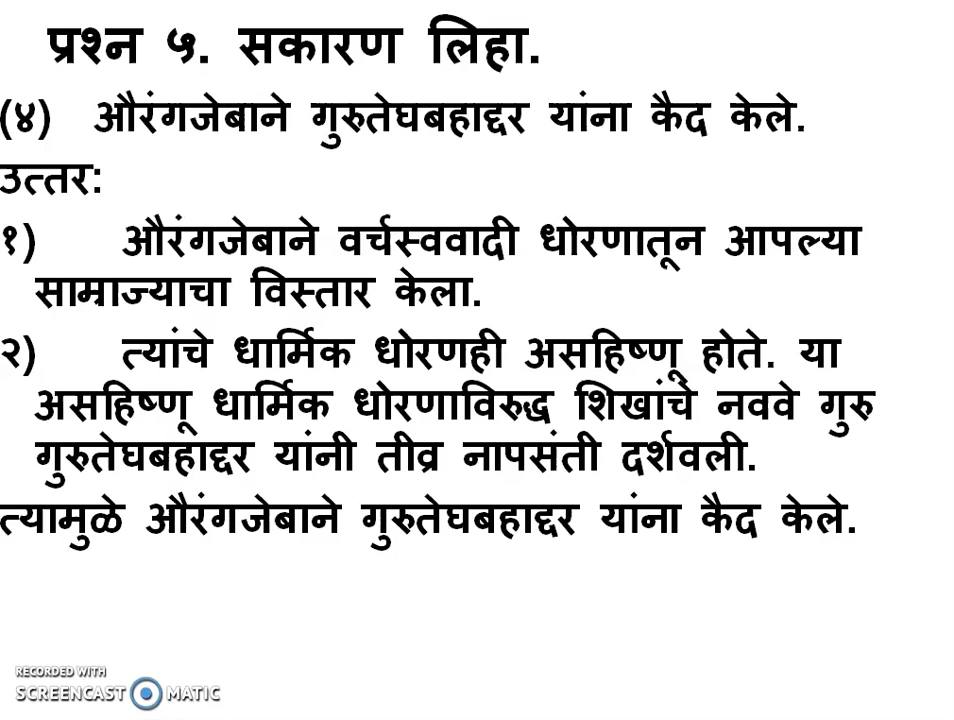 प्रश्न ५. सकारण लिहा.
(४) औरंगजेबाने गुरुतेघबहाद्दर यांना कैद केले.
उत्तर:
१) औरंगजेबाने वर्चस्ववादी धोरणातून आपल्या
साम्राज्याचा विस्तार केला.
२) त्यांचे धार्मिक धोरणही असहिष्णू होते. या
असहिष्णू धार्मिक धोरणाविरुद्ध शिखांचे नववे गुरु
गुरुतेघबहाद्दर यांनी तीव्र नापसंती दर्शवली.
त्यामुळे औरंगजेबाने गुरुतेघबहाद्दर यांना कैद केले.
RECORDED WITH
SCREENCAST MATIC